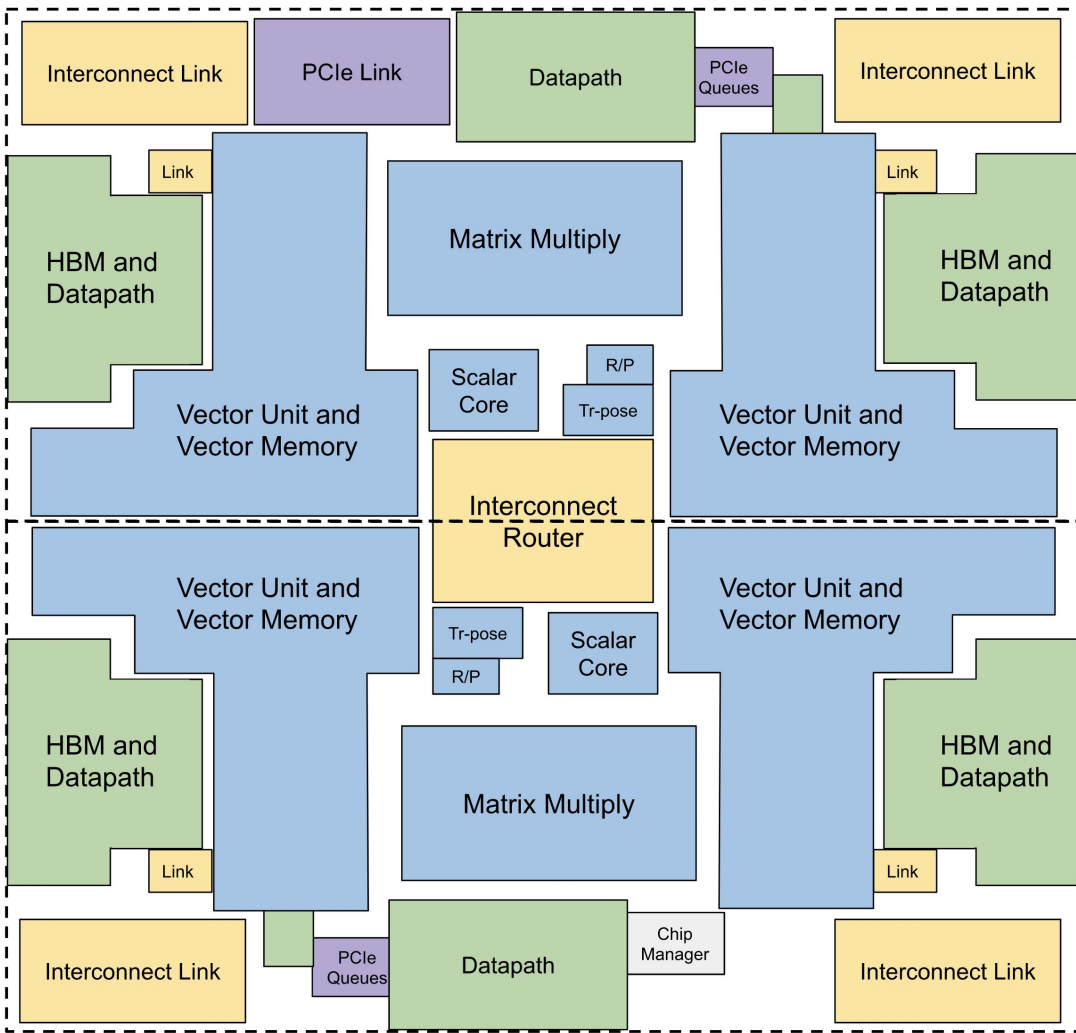 Interconnect Link
PCIe Link
Datapath
PCIe
Queues
Interconnect Link
Link
Link
Matrix Multiply
HBM and
Datapath
HBM and
Datapath
Scalar
Core
R/P
Tr-pose
Vector Unit and
Vector Memory
Vector Unit and
Vector Memory
Interconnect
Router
Vector Unit and
Vector Memory
Vector Unit and
Vector Memory
Tr-pose
R/P
Scalar
Core
HBM and
Datapath
HBM and
Datapath
Matrix Multiply
Link
Link
Interconnect Link
PCIe
Queues
Datapath
Chip
Manager
Interconnect Link